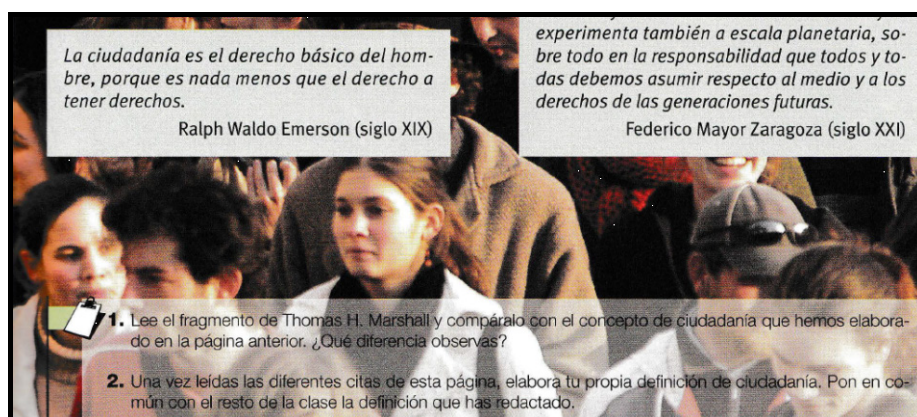 La ciudadanía es el derecho básico del hom-
bre, porque es nada menos que el derecho a
tener derechos.
Ralph Waldo Emerson (siglo XIX)
experimenta también a escala planetaria, so-
bre todo en la responsabilidad que todos y to-
das debemos asumir respecto al medio y a los
derechos de las generaciones futuras.
Federico Mayor Zaragoza (siglo XXI)
1. Lee el fragmento de Thomas H. Marshall y compáralo con el concepto de ciudadanía que hemos elabora-
do en la página anterior. ¿Qué diferencia observas?
2. Una vez leídas las diferentes citas de esta página, elabora tu propia definición de ciudadanía. Pon en co-
mún con el resto de la clase la definición que has redactado.